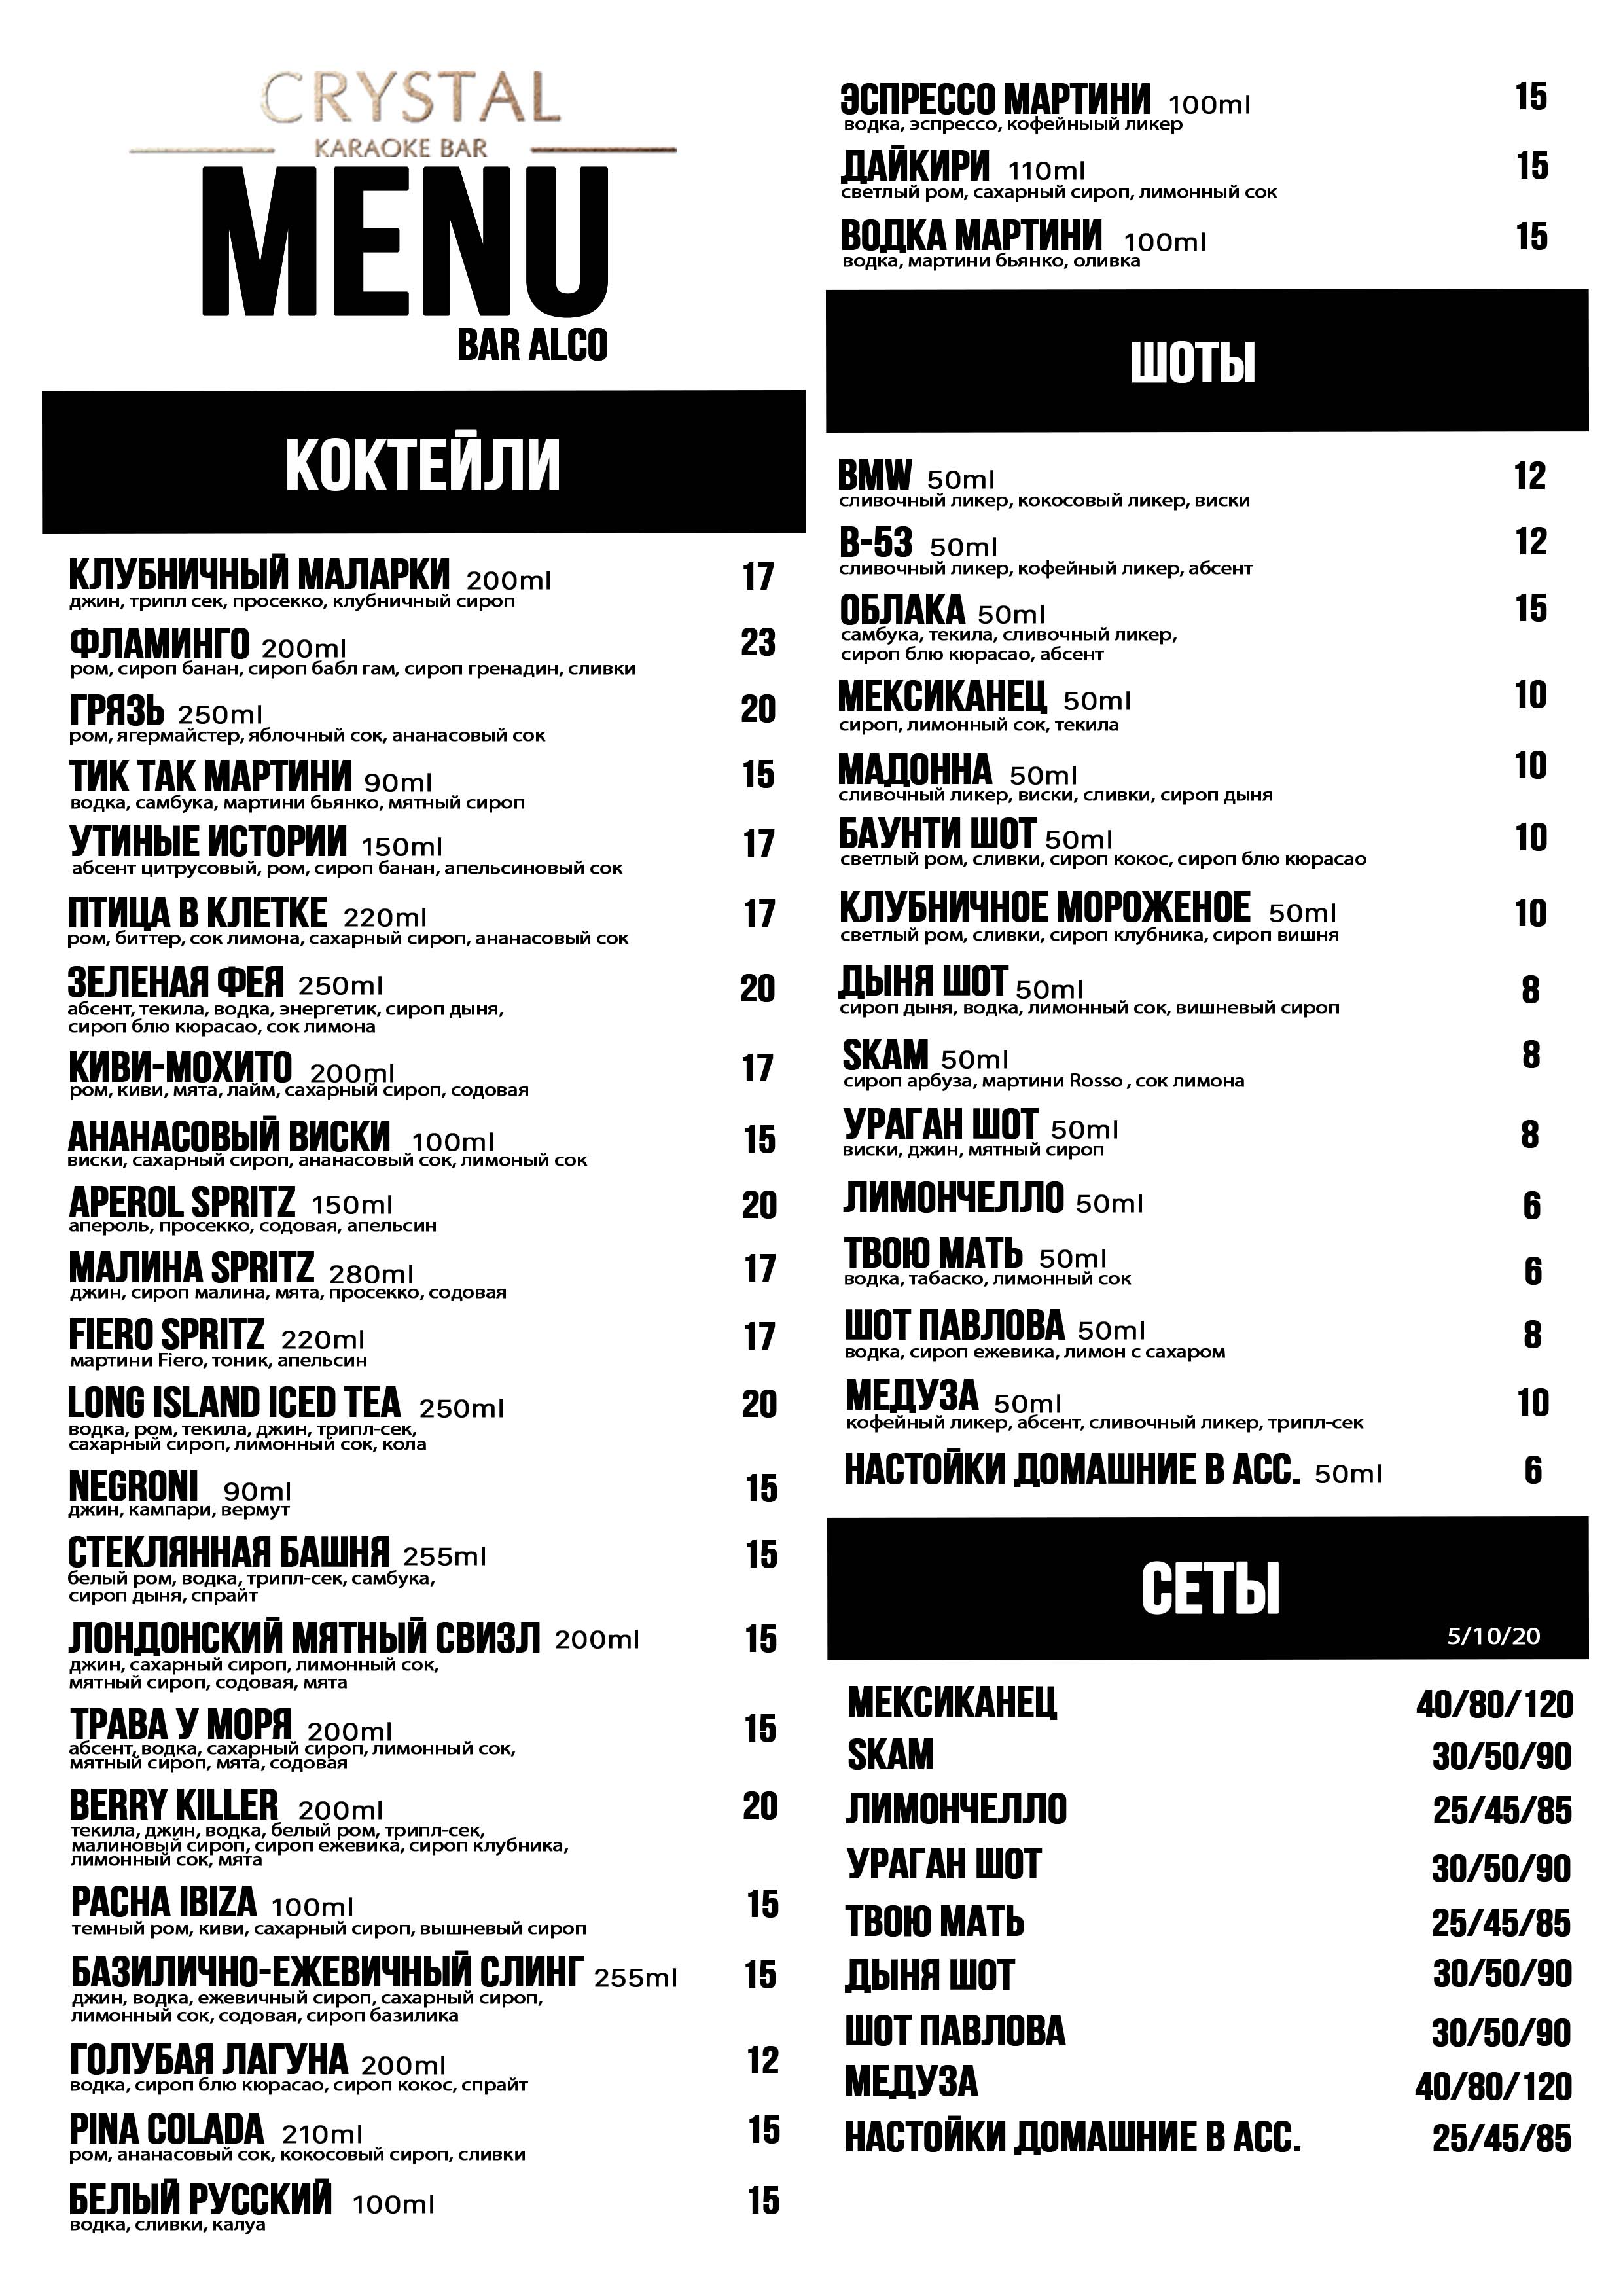 CRYSTAL
KARAOKE BAR
MENU
BAR ALCO
КОКТЕЙЛИ
КЛУБНИЧНЫЙ МАЛАРКИ 200ml 17
джин, трипл сек, просекко, клубничный сироп
ФЛАМИНГО 200ml 23
ром, сироп банан, сироп бабл гам, сироп гренадин, сливки
ГРЯЗЬ 250ml 20
ром, ягермайстер, яблочный сок, ананасовый сок
ТИК ТАК МАРТИНИ 90ml 15
водка, самбука, мартини бьянко, мятный сироп
УТИНЫЕ ИСТОРИИ 150ml 17
абсент цитрусовый, ром, сироп банан, апельсиновый сок
ПТИЦА В КЛЕТКЕ 220ml 17
ром, биттер, сок лимона, сахарный сироп, ананасовый сок
ЗЕЛЕНАЯ ФЕЯ 250ml 20
абсент, текила, водка, энергетик, сироп дыня,
сироп блю кюрасао, сок лимона
КИВИ-МОХИТО 200ml 17
ром, киви, мята, лайм, сахарный сироп, содовая
АНАНАСОВЫЙ ВИСКИ 100ml 15
виски, сахарный сироп, ананасовый сок, лимоный сок
APEROL SPRITZ 150ml 20
апероль, просекко, содовая, апельсин
МАЛИНА SPRITZ 280ml 17
джин, сироп малина, мята, просекко, содовая
FIERO SPRITZ 220ml 17
мартини Fiero, тоник, апельсин
LONG ISLAND ICED TEA 250ml 20
водка, ром, текила, джин, трипл-сек,
сахарный сироп, лимонный сок, кола
NEGRONI 90ml 15
джин, кампари, вермут
СТЕКЛЯННАЯ БАШНЯ 255ml 15
белый ром, водка, трипл-сек, самбука,
сироп дыня, спрайт
ЛОНДОНСКИЙ МЯТНЫЙ СВИЗЛ 200ml 15
джин, сахарный сироп, лимонный сок,
мятный сироп, содовая, мята
ТРАВА У МОРЯ 200ml 15
абсент, водка, сахарный сироп, лимонный сок,
мятный сироп, мята, содовая
BERRY KILLER 200ml 20
текила, джин, водка, белый ром, трипл-сек,
малиновый сироп, сироп ежевика, сироп клубника,
лимонный сок, мята
PACHA IBIZA 100ml 15
темный ром, киви, сахарный сироп, вышневый сироп
БАЗИЛИЧНО-ЕЖЕВИЧНЫЙ СЛИНГ 255ml 15
джин, водка, ежевичный сироп, сахарный сироп,
лимонный сок, содовая, сироп базилика
ГОЛУБАЯ ЛАГУНА 200ml 12
водка, сироп блю кюрасао, сироп кокос, спрайт
PINA COLADA 210ml 15
ром, ананасовый сок, кокосовый сироп, сливки
БЕЛЫЙ РУССКИЙ 100ml 15
водка, сливки, калуа
ЭСПРЕССО МАРТИНИ 100ml 15
водка, эспрессо, кофейныый ликер
ДАЙКИРИ 110ml 15
светлый ром, сахарный сироп, лимонный сок
ВОДКА МАРТИНИ 100ml 15
водка, мартини бьянко, оливка
ШОТЫ
BMW 50ml 12
сливочный ликер, кокосовый ликер, виски
B-53 50ml 12
сливочный ликер, кофейный ликер, абсент
ОБЛАКА 50ml 15
самбука, текила, сливочный ликер,
сироп блю кюрасао, абсент
МЕКСИКАНЕЦ 50ml 10
сироп, лимонный сок, текила
МАДОННА 50ml 10
сливочный ликер, виски, сливки, сироп дыня
БАУНТИ ШОТ 50ml 10
светлый ром, сливки, сироп кокос, сироп блю кюрасао
КЛУБНИЧНОЕ МОРОЖЕНОЕ 50ml 10
светлый ром, сливки, сироп клубника, сироп вишня
ДЫНЯ ШОТ 50ml 8
сироп дыня, водка, лимонный сок, вишневый сироп
SKAM 50ml 8
сироп арбуза, мартини Rosso , сок лимона
УРАГАН ШОТ 50ml 8
виски, джин, мятный сироп
ЛИМОНЧЕЛЛО 50ml 6
ТВОЮ МАТЬ 50ml 6
водка, табаско, лимонный сок
ШОТ ПАВЛОВА 50ml 8
водка, сироп ежевика, лимон с сахаром
МЕДУЗА 50ml 10
кофейный ликер, абсент, сливочный ликер, трипл-сек
НАСТОЙКИ ДОМАШНИЕ В АСС. 50ml 6
СЕТЫ
5/10/20
МЕКСИКАНЕЦ 40/80/120
SKAM 30/50/90
ЛИМОНЧЕЛЛО 25/45/85
УРАГАН ШОТ 30/50/90
ТВОЮ МАТЬ 25/45/85
ДЫНЯ ШОТ 30/50/90
ШОТ ПАВЛОВА 30/50/90
МЕДУЗА 40/80/120
НАСТОЙКИ ДОМАШНИЕ В АСС. 25/45/85